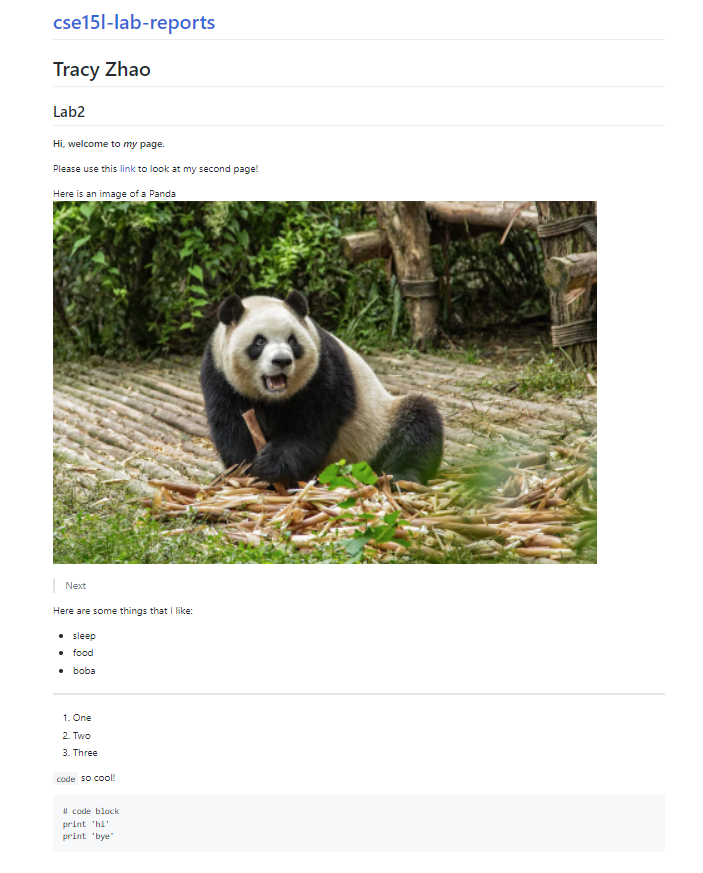 cse15l-lab-reports
Tracy Zhao
Lab2
Hi, welcome to my page.
Please use this link to look at my second page!
Here is an image of a Panda
Next
Here are some things that I like:
sleep
food
boba
1. One
2. Two
3. Three
code so cool!
# code block
print 'hi'
print 'bye'